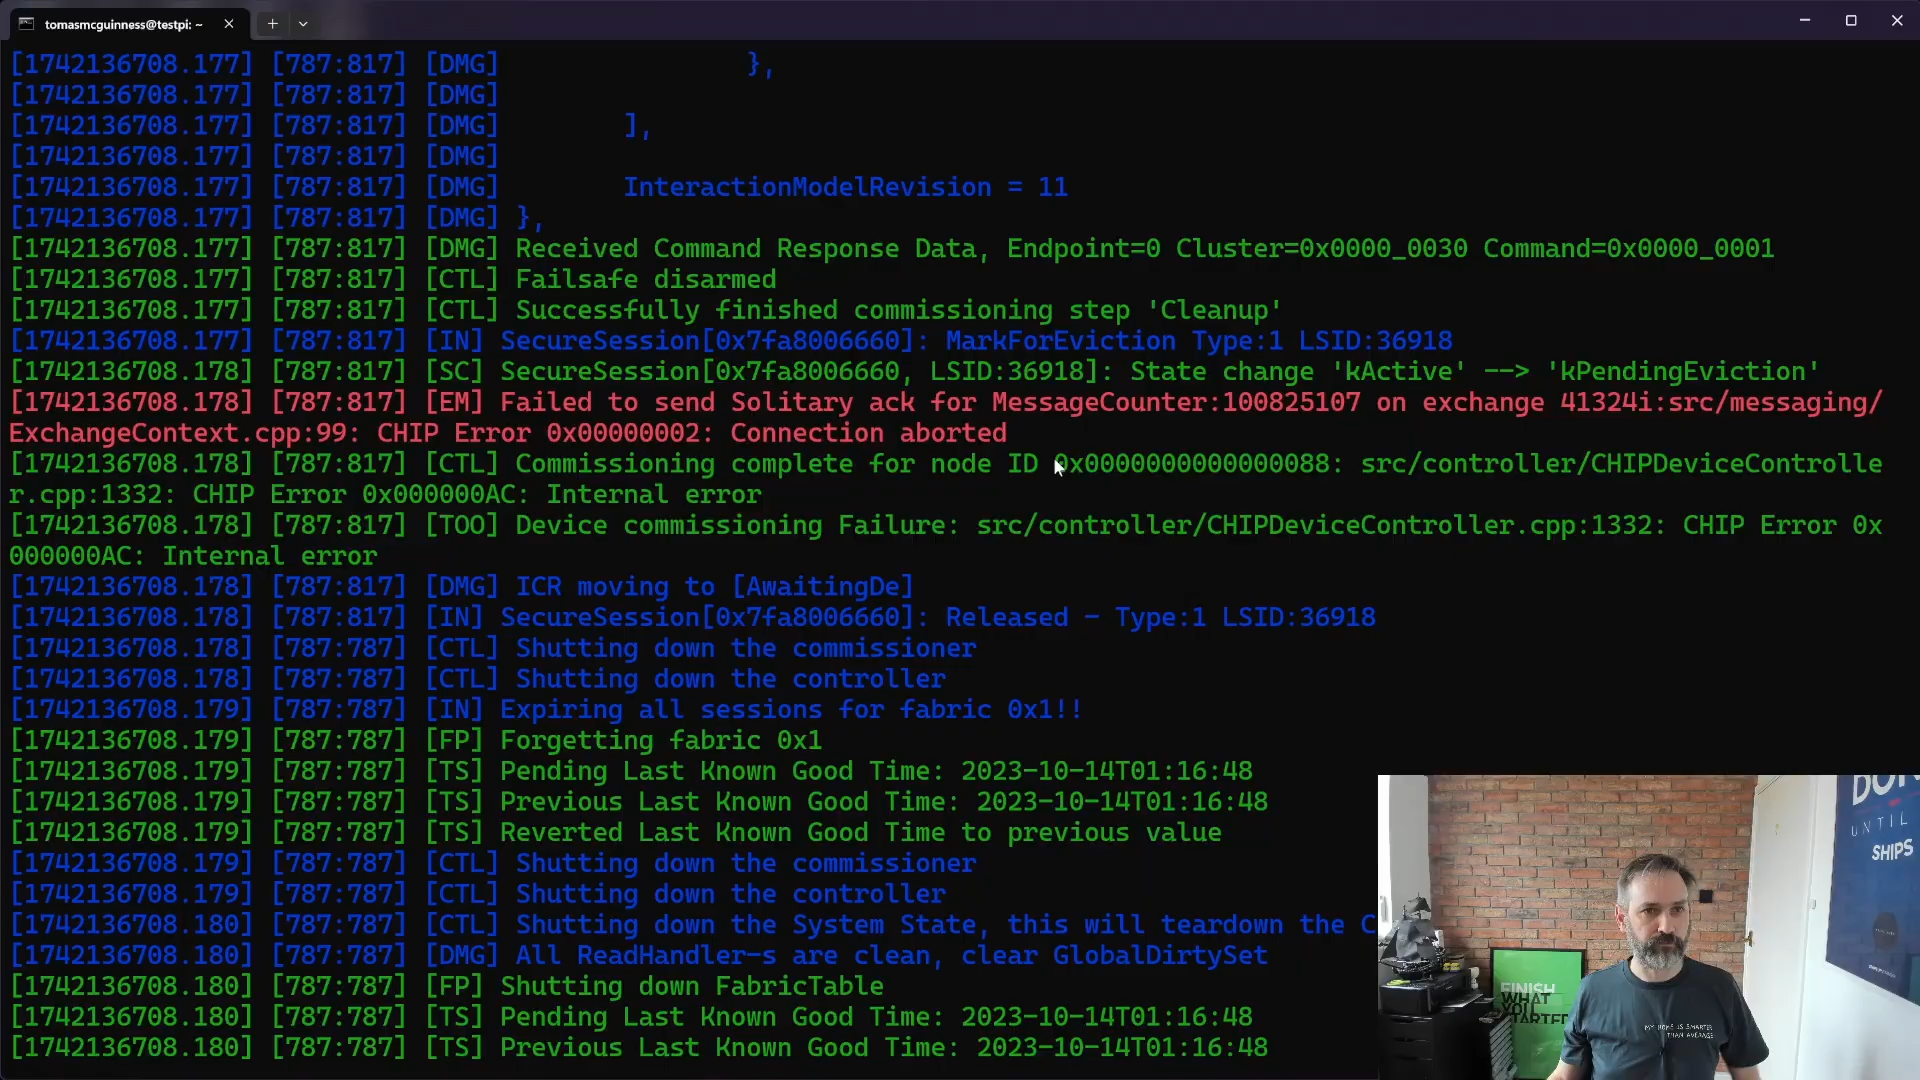 tomasmcguinness@testpi: ~
[1742136708.177] [787:817] [DMG] },
[1742136708.177] [787:817] [DMG]
[1742136708.177] [787:817] [DMG] ],
[1742136708.177] [787:817] [DMG]
[1742136708.177] [787:817] [DMG] InteractionModelRevision = 11
[1742136708.177] [787:817] [DMG] },
[1742136708.177] [787:817] [DMG] Received Command Response Data, Endpoint=0 Cluster=0x0000_0030 Command=0x0000_0001
[1742136708.177] [787:817] [CTL] Failsafe disarmed
[1742136708.177] [787:817] [CTL] Successfully finished commissioning step 'Cleanup'
[1742136708.177] [787:817] [IN] SecureSession[0x7fa8006660]: MarkForEviction Type:1 LSID:36918
[1742136708.178] [787:817] [SC] SecureSession[0x7fa8006660, LSID:36918]: State change 'kActive' --> 'kPendingEviction'
[1742136708.178] [787:817] [EM] Failed to send Solitary ack for MessageCounter:100825107 on exchange 41324i:src/messaging/
ExchangeContext.cpp:99: CHIP Error 0x00000002: Connection aborted
[1742136708.178] [787:817] [CTL] Commissioning complete for node ID 0x0000000000000088: src/controller/CHIPDeviceControlle
r.cpp:1332: CHIP Error 0x000000AC: Internal error
[1742136708.178] [787:817] [TOO] Device commissioning Failure: src/controller/CHIPDeviceController.cpp:1332: CHIP Error 0x
000000AC: Internal error
[1742136708.178] [787:817] [DMG] ICR moving to [AwaitingDe]
[1742136708.178] [787:817] [IN] SecureSession[0x7fa8006660]: Released - Type:1 LSID:36918
[1742136708.178] [787:787] [CTL] Shutting down the commissioner
[1742136708.178] [787:787] [CTL] Shutting down the controller
[1742136708.179] [787:787] [IN] Expiring all sessions for fabric 0x1!!
[1742136708.179] [787:787] [FP] Forgetting fabric 0x1
[1742136708.179] [787:787] [TS] Pending Last Known Good Time: 2023-10-14T01:16:48
[1742136708.179] [787:787] [TS] Previous Last Known Good Time: 2023-10-14T01:16:48
[1742136708.179] [787:787] [TS] Reverted Last Known Good Time to previous value
[1742136708.179] [787:787] [CTL] Shutting down the commissioner
[1742136708.179] [787:787] [CTL] Shutting down the controller
[1742136708.180] [787:787] [CTL] Shutting down the System State, this will teardown the C
[1742136708.180] [787:787] [DMG] All ReadHandler-s are clean, clear GlobalDirtySet
[1742136708.180] [787:787] [FP] Shutting down FabricTable
[1742136708.180] [787:787] [TS] Pending Last Known Good Time: 2023-10-14T01:16:48
[1742136708.180] [787:787] [TS] Previous Last Known Good Time: 2023-10-14T01:16:48
UNTIL
SHIPS
FINISH
WHAT
YOU
STARTED
MY HOME IS SMARTER
THAN AVERAGE